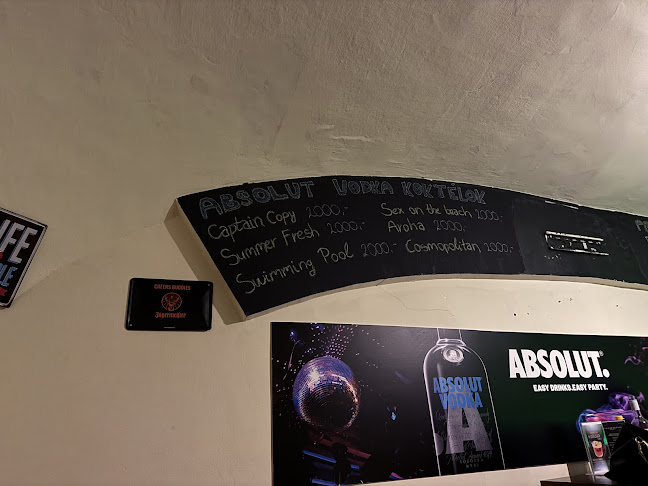 ABSOLUT VODKA KOKTÉLOK
Captain Copy 2000.-
Summer Fresh 2000.-
Swimming Pool 2000.-
Sex on the beach 2000.-
Aroha 2000.-
Cosmopolitan 2000.-
Jägermeister
ABSOLUT
VODKA
A
ABSOLUT.
EASY DRINKS.EASY PARTY.